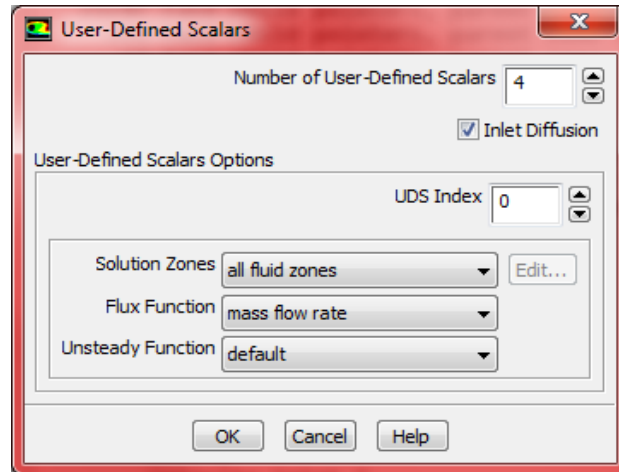 User-Defined Scalars
Number of User-Defined Scalars 4
Inlet Diffusion
User-Defined Scalars Options
UDS Index 0
Solution Zones all fluid zones Edit...
Flux Function mass flow rate
Unsteady Function default
OK Cancel Help